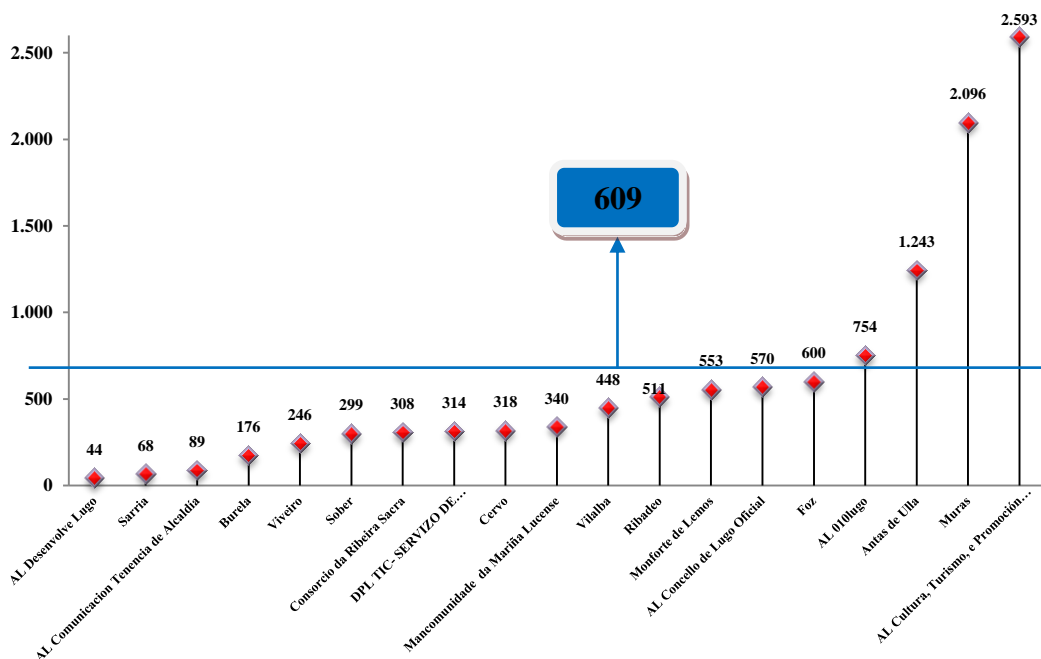 2.593
2.500
2.096
2.000
609
1.500
1.243
1.000
754
600
570
553
511
448
500
340
318
314
308
299
246
176
89
68
44
0
AL Desenvolve Lugo
Sarria
AL Comunicacion Tenencia de Alcaldía
Burela
Viveiro
Sober
Consorcio da Ribeira Sacra
DPL TIC- SERVIZO DE…
Cervo
Mancomunidade da Mariña Lucense
Vilalba
Ribadeo
Monforte de Lemos
AL Concello de Lugo Oficial
Foz
AL 010lugo
Antas de Ulla
Muras
AL Cultura, Turismo, e Promoción…